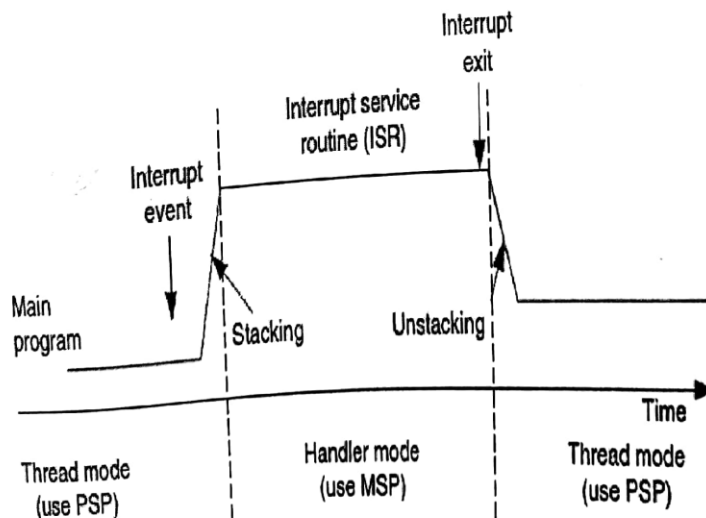 Interrupt
exit
Interrupt service
routine (ISR)
Interrupt
event
Main
program
Stacking
Unstacking
Time
Thread mode
(use PSP)
Handler mode
(use MSP)
Thread mode
(use PSP)